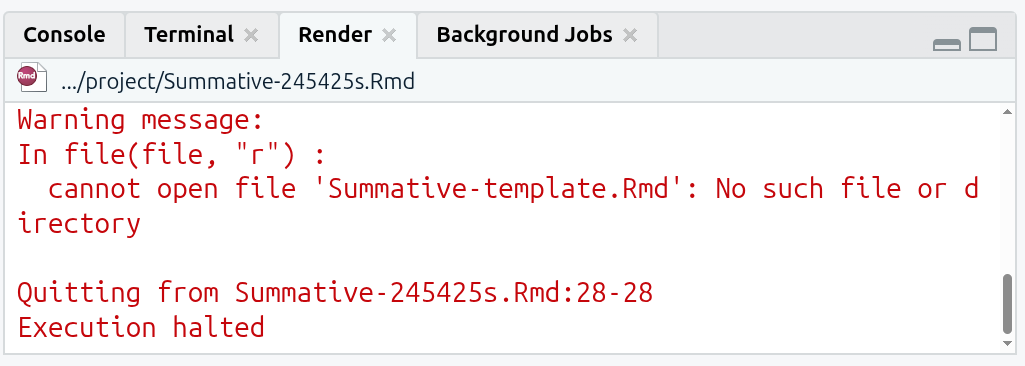 Console Terminal Render Background Jobs
Rmd .../project/Summative-245425s.Rmd
Warning message:
In file(file, "r") :
  cannot open file 'Summative-template.Rmd': No such file or d
irectory
Quitting from Summative-245425s.Rmd:28-28
Execution halted